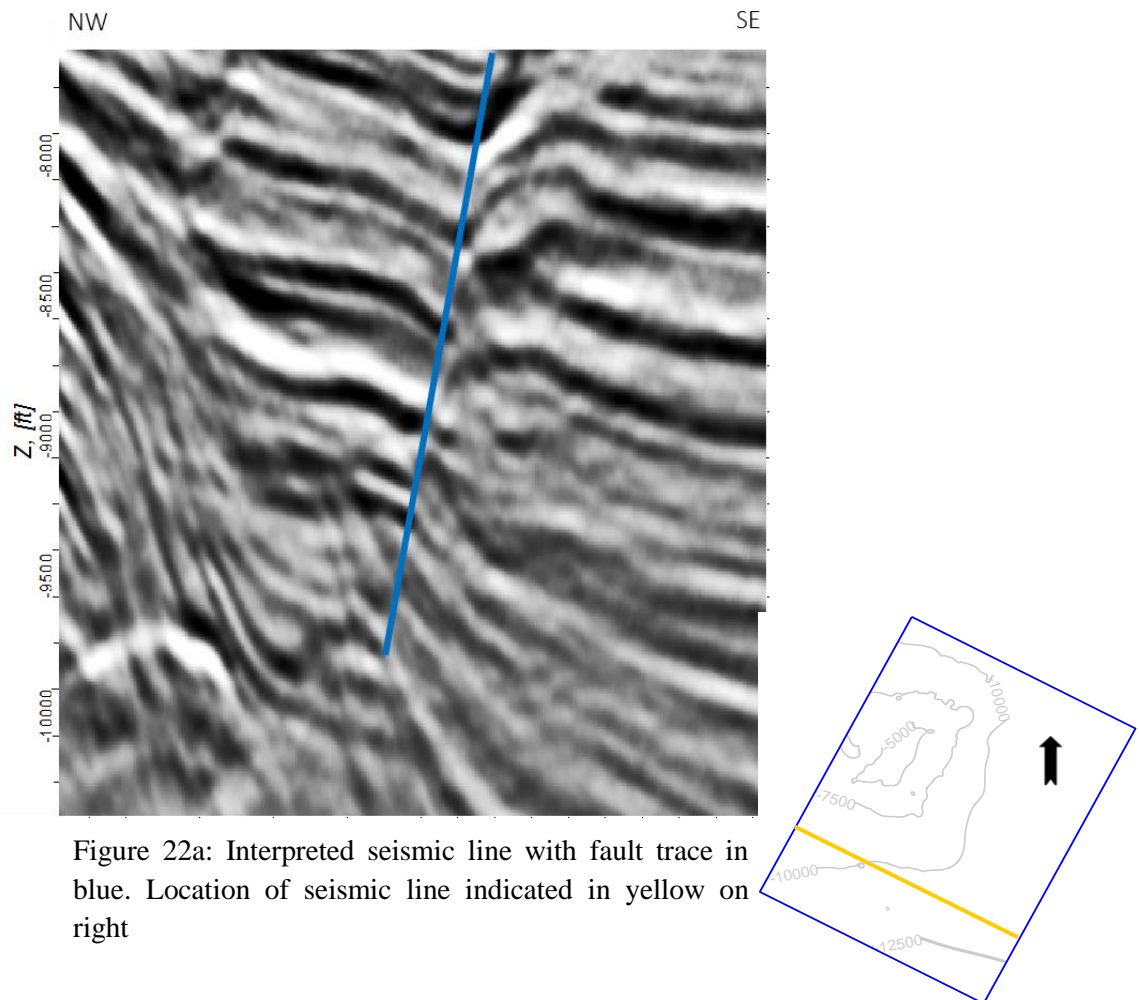 NW
SE
-8000
-8500
Z, [ft]
-9000
-9500
-10000
-10000
-5000
-7500
-10000
-12500
Figure 22a: Interpreted seismic line with fault trace in
blue. Location of seismic line indicated in yellow on
right